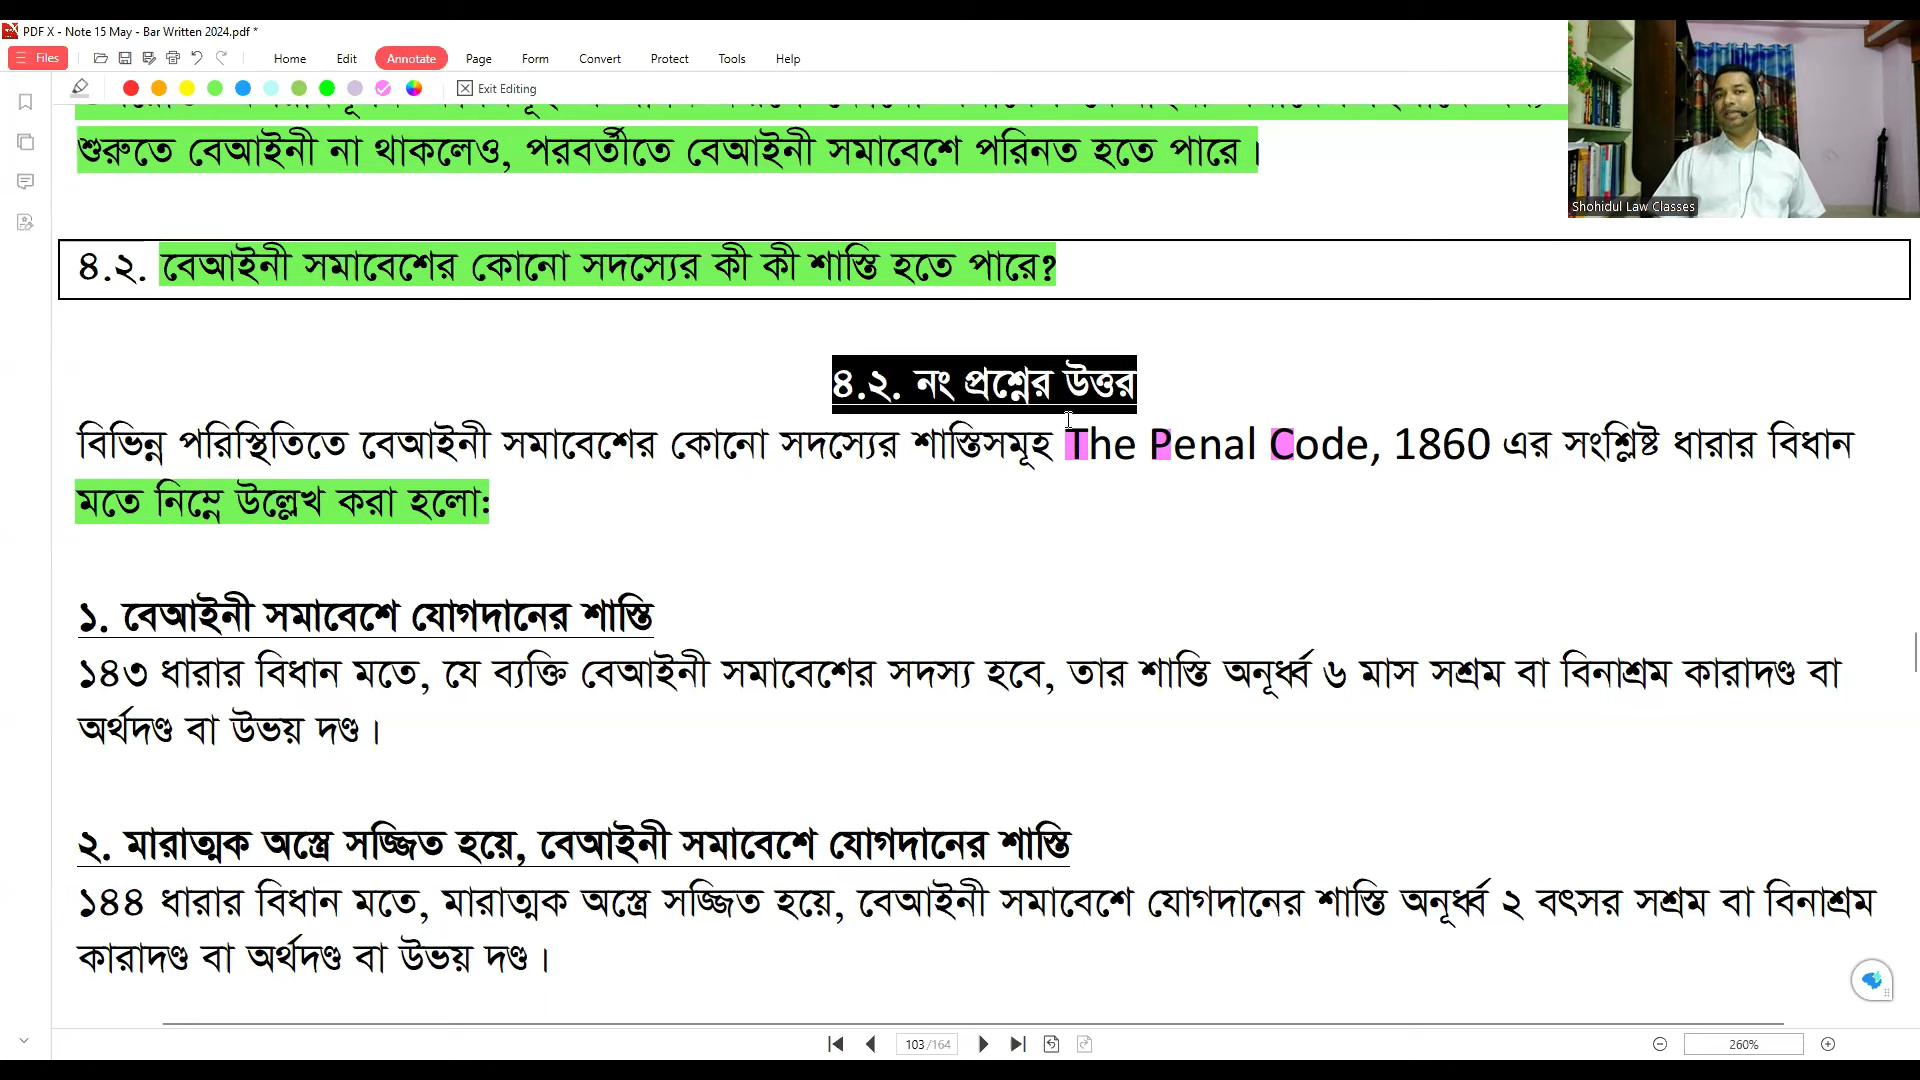 PDF X - Note 15 May - Bar Written 2024.pdf *
Files Home Edit Annotate Page Form Convert Protect Tools Help
Exit Editing
শুরুতে বেআইনী না থাকলেও, পরবর্তীতে বেআইনী সমাবেশে পরিনত হতে পারে।
Shohidul Law Classes
৪.২. বেআইনী সমাবেশের কোনো সদস্যের কী কী শাস্তি হতে পারে?
৪.২. নং প্রশ্নের উত্তর
বিভিন্ন পরিস্থিতিতে বেআইনী সমাবেশের কোনো সদস্যের শাস্তিসমূহ The Penal Code, 1860 এর সংশ্লিষ্ট ধারার বিধান
মতে নিম্নে উল্লেখ করা হলো:
১. বেআইনী সমাবেশে যোগদানের শাস্তি
১৪৩ ধারার বিধান মতে, যে ব্যক্তি বেআইনী সমাবেশের সদস্য হবে, তার শাস্তি অনূর্ধ্ব ৬ মাস সশ্রম বা বিনাশ্রম কারাদণ্ড বা
অর্থদণ্ড বা উভয় দণ্ড।
২. মারাত্মক অস্ত্রে সজ্জিত হয়ে, বেআইনী সমাবেশে যোগদানের শাস্তি
১৪৪ ধারার বিধান মতে, মারাত্মক অস্ত্রে সজ্জিত হয়ে, বেআইনী সমাবেশে যোগদানের শাস্তি অনূর্ধ্ব ২ বৎসর সশ্রম বা বিনাশ্রম
কারাদণ্ড বা অর্থদণ্ড বা উভয় দণ্ড।
103 /164
260%